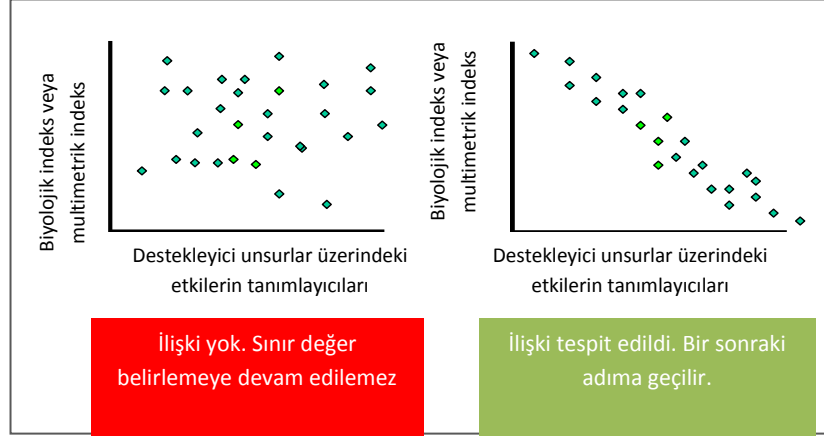 Biyolojik indeks veya
multimetrik indeks
Destekleyici unsurlar üzerindeki
etkilerin tanımlayıcıları
İlişki yok. Sınır değer
belirlemeye devam edilemez
Biyolojik indeks veya
multimetrik indeks
Destekleyici unsurlar üzerindeki
etkilerin tanımlayıcıları
İlişki tespit edildi. Bir sonraki
adıma geçilir.